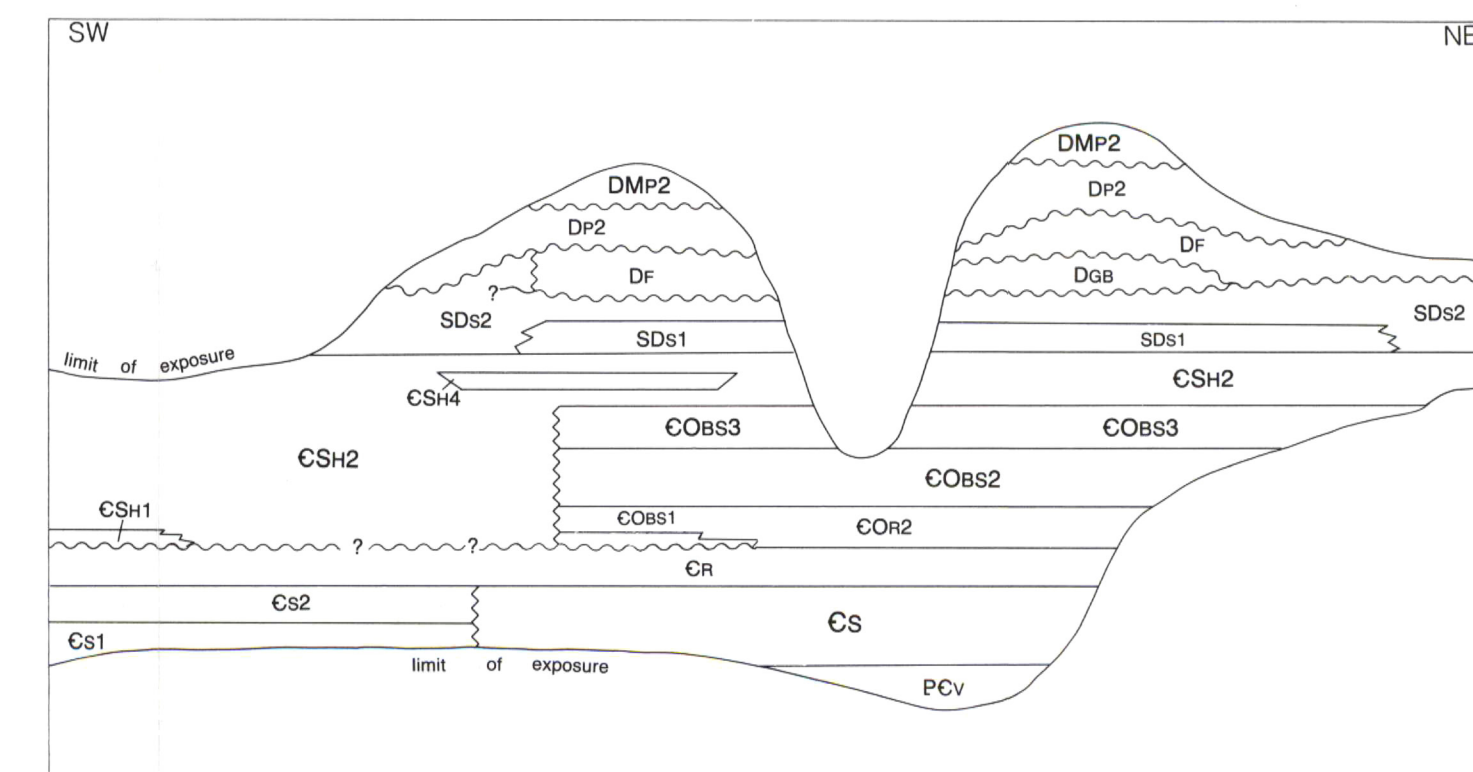 SW
NE
DMP2
DMP2
DP2
DP2
DF
DF
DGB
?
SDS2
SDS2
SDS1
SDS1
limit of exposure
ЄSH2
ЄSH4
ЄOBS3
ЄOBS3
ЄSH2
ЄOBS2
ЄSH1
ЄOBS1
ЄOR2
?
?
ЄR
ЄS2
ЄS
ЄS1
limit of exposure
PЄV